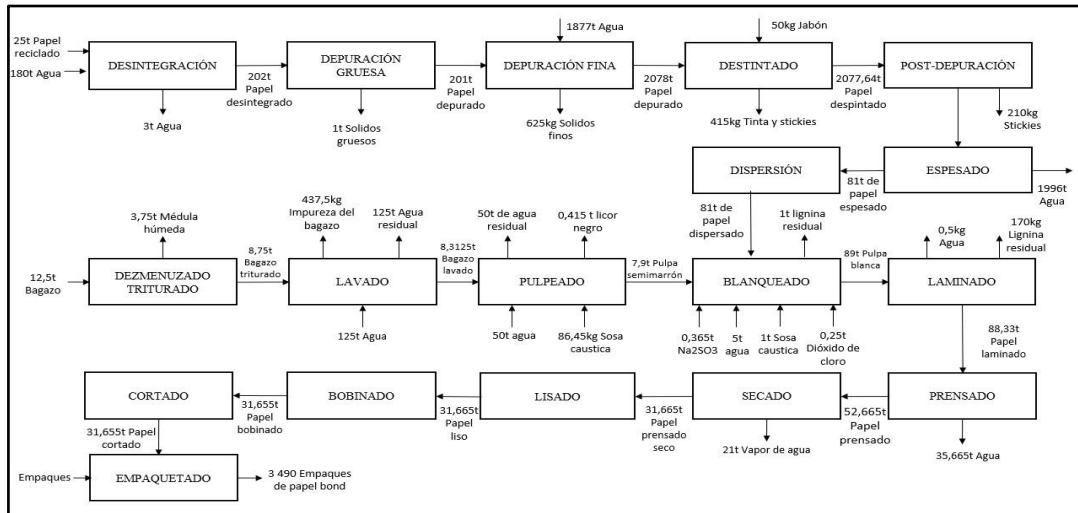 25t Papel
reciclado
180t Agua
DESINTEGRACIÓN
3t Agua
202t
Papel
desintegrado
DEPURACIÓN
GRUESA
1t Solidos
gruesos
201t
Papel
depurado
1877t Agua
DEPURACIÓN FINA
625kg Solidos
finos
2078t
Papel
depurado
50kg Jabón
DESTINTADO
415kg Tinta y stickies
2077,64t
Papel
despintado
POST-DEPURACIÓN
210kg
Stickies
ESPESADO
1996t
Agua
81t de
papel
espesado
DISPERSIÓN
81t de
papel
dispersado
12,5t
Bagazo
3,75t Médula
húmeda
DEZMENUZADO
TRITURADO
8,75t
Bagazo
triturado
437,5kg
Impureza del
bagazo
125t Agua
residual
LAVADO
125t Agua
8,3125t
Bagazo
lavado
50t de agua
residual
0,415 t licor
negro
PULPEADO
50t agua
86,45kg Sosa
caustica
7,9t Pulpa
semimarrón
1t lignina
residual
BLANQUEADO
0,365t
Na2SO3
5t
agua
1t Sosa
caustica
0,25t
Dióxido de
cloro
89t Pulpa
blanca
0,5kg Agua
170kg
Lignina
residual
LAMINADO
88,33t
Papel
laminado
PRENSADO
35,665t Agua
52,665t
Papel
prensado
SECADO
21t Vapor de agua
31,665t
Papel
prensado
seco
LISADO
31,665t
Papel
liso
BOBINADO
31,655t
Papel
bobinado
CORTADO
31,655t Papel
cortado
Empaques
EMPAQUETADO
3 490 Empaques
de papel bond